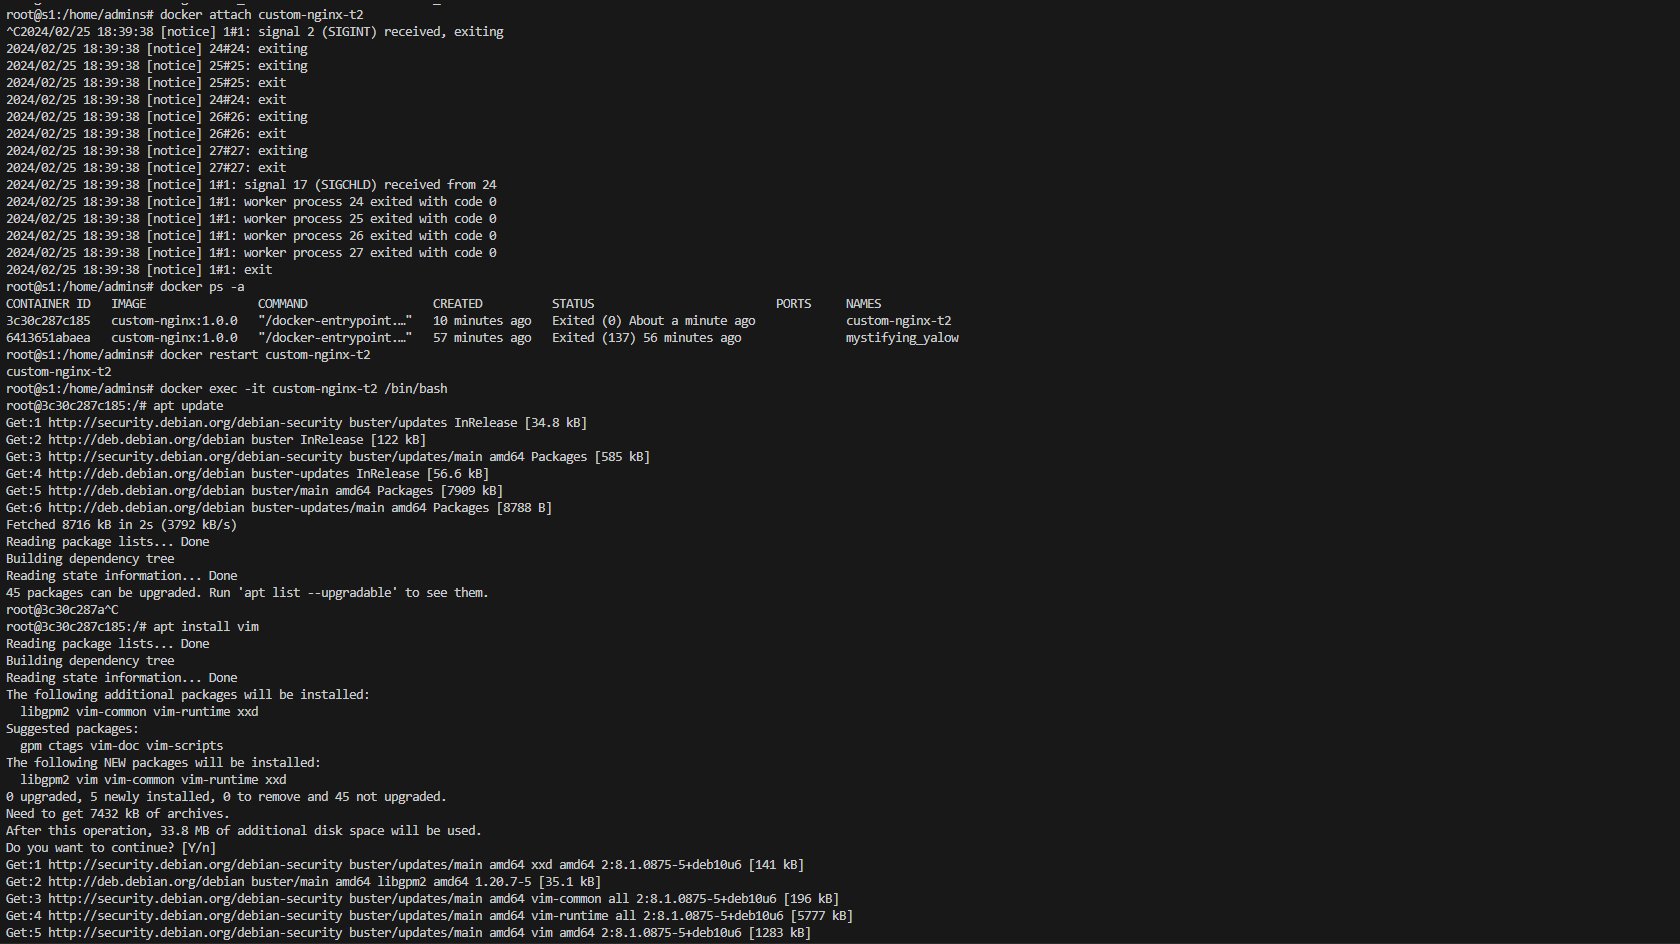 root@s1:/home/admins# docker attach custom-nginx-t2
^C2024/02/25 18:39:38 [notice] 1#1: signal 2 (SIGINT) received, exiting
2024/02/25 18:39:38 [notice] 24#24: exiting
2024/02/25 18:39:38 [notice] 25#25: exiting
2024/02/25 18:39:38 [notice] 25#25: exit
2024/02/25 18:39:38 [notice] 24#24: exit
2024/02/25 18:39:38 [notice] 26#26: exiting
2024/02/25 18:39:38 [notice] 26#26: exit
2024/02/25 18:39:38 [notice] 27#27: exiting
2024/02/25 18:39:38 [notice] 27#27: exit
2024/02/25 18:39:38 [notice] 1#1: signal 17 (SIGCHLD) received from 24
2024/02/25 18:39:38 [notice] 1#1: worker process 24 exited with code 0
2024/02/25 18:39:38 [notice] 1#1: worker process 25 exited with code 0
2024/02/25 18:39:38 [notice] 1#1: worker process 26 exited with code 0
2024/02/25 18:39:38 [notice] 1#1: worker process 27 exited with code 0
2024/02/25 18:39:38 [notice] 1#1: exit
root@s1:/home/admins# docker ps -a
CONTAINER ID   IMAGE                COMMAND                  CREATED          STATUS                          PORTS     NAMES
3c30c287c185   custom-nginx:1.0.0   "/docker-entrypoint.…"   10 minutes ago   Exited (0) About a minute ago             custom-nginx-t2
6413651abaea   custom-nginx:1.0.0   "/docker-entrypoint.…"   57 minutes ago   Exited (137) 56 minutes ago               mystifying_yalow
root@s1:/home/admins# docker restart custom-nginx-t2
custom-nginx-t2
root@s1:/home/admins# docker exec -it custom-nginx-t2 /bin/bash
root@3c30c287c185:/# apt update
Get:1 http://security.debian.org/debian-security buster/updates InRelease [34.8 kB]
Get:2 http://deb.debian.org/debian buster InRelease [122 kB]
Get:3 http://security.debian.org/debian-security buster/updates/main amd64 Packages [585 kB]
Get:4 http://deb.debian.org/debian buster-updates InRelease [56.6 kB]
Get:5 http://deb.debian.org/debian buster/main amd64 Packages [7909 kB]
Get:6 http://deb.debian.org/debian buster-updates/main amd64 Packages [8788 B]
Fetched 8716 kB in 2s (3792 kB/s)
Reading package lists... Done
Building dependency tree
Reading state information... Done
45 packages can be upgraded. Run 'apt list --upgradable' to see them.
root@3c30c287a^C
root@3c30c287c185:/# apt install vim
Reading package lists... Done
Building dependency tree
Reading state information... Done
The following additional packages will be installed:
  libgpm2 vim-common vim-runtime xxd
Suggested packages:
  gpm ctags vim-doc vim-scripts
The following NEW packages will be installed:
  libgpm2 vim vim-common vim-runtime xxd
0 upgraded, 5 newly installed, 0 to remove and 45 not upgraded.
Need to get 7432 kB of archives.
After this operation, 33.8 MB of additional disk space will be used.
Do you want to continue? [Y/n]
Get:1 http://security.debian.org/debian-security buster/updates/main amd64 xxd amd64 2:8.1.0875-5+deb10u6 [141 kB]
Get:2 http://deb.debian.org/debian buster/main amd64 libgpm2 amd64 1.20.7-5 [35.1 kB]
Get:3 http://security.debian.org/debian-security buster/updates/main amd64 vim-common all 2:8.1.0875-5+deb10u6 [196 kB]
Get:4 http://security.debian.org/debian-security buster/updates/main amd64 vim-runtime all 2:8.1.0875-5+deb10u6 [5777 kB]
Get:5 http://security.debian.org/debian-security buster/updates/main amd64 vim amd64 2:8.1.0875-5+deb10u6 [1283 kB]